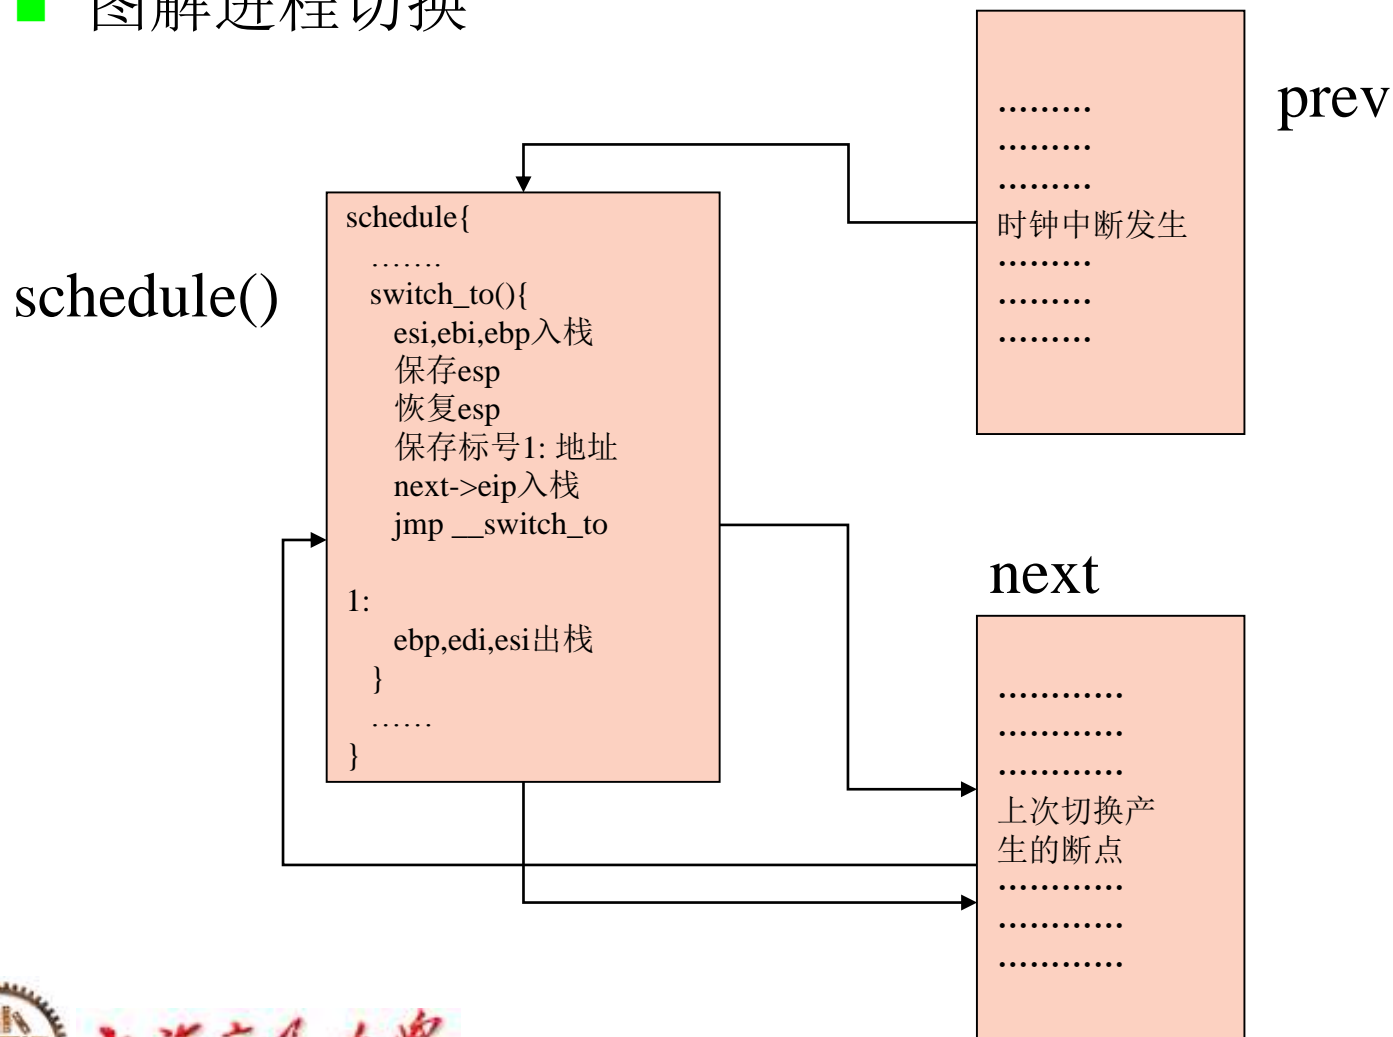 图解进程切换
prev
………
………
………
时钟中断发生
………
………
………
schedule()
schedule{
…….
switch_to(){
esi,ebi,ebp入栈
保存esp
恢复esp
保存标号1: 地址
next->eip入栈
jmp __switch_to
1:
ebp,edi,esi出栈
}
……
}
next
…………
…………
…………
上次切换产
生的断点
…………
…………
…………